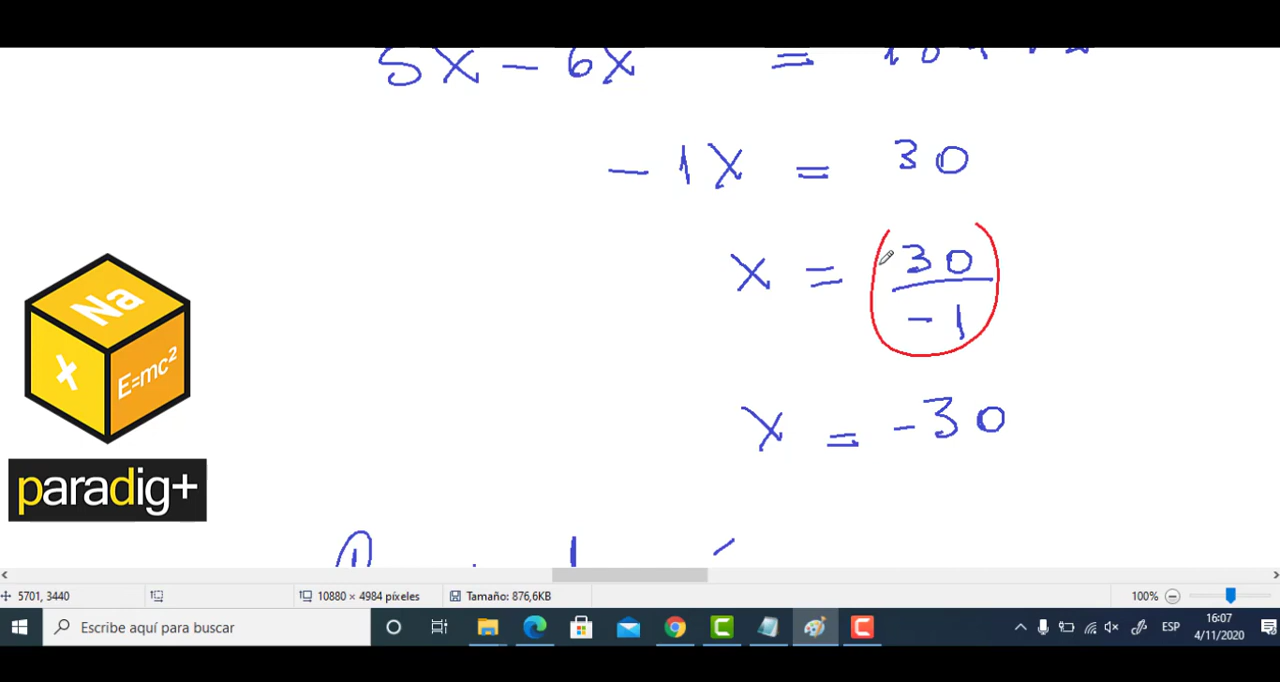 5x - 6x =
- 1x = 30
x = 30
- 1
x = - 30
Na
x
E=mc²
paradig+
5701, 3440
10880 × 4984 píxeles
Tamaño: 876,6KB
100%
Escribe aquí para buscar
ESP
16:07
4/11/2020